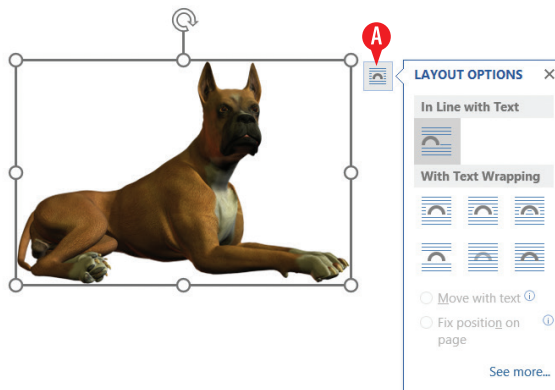 A
LAYOUT OPTIONS
In Line with Text
With Text Wrapping
Move with text
Fix position on
page
See more...